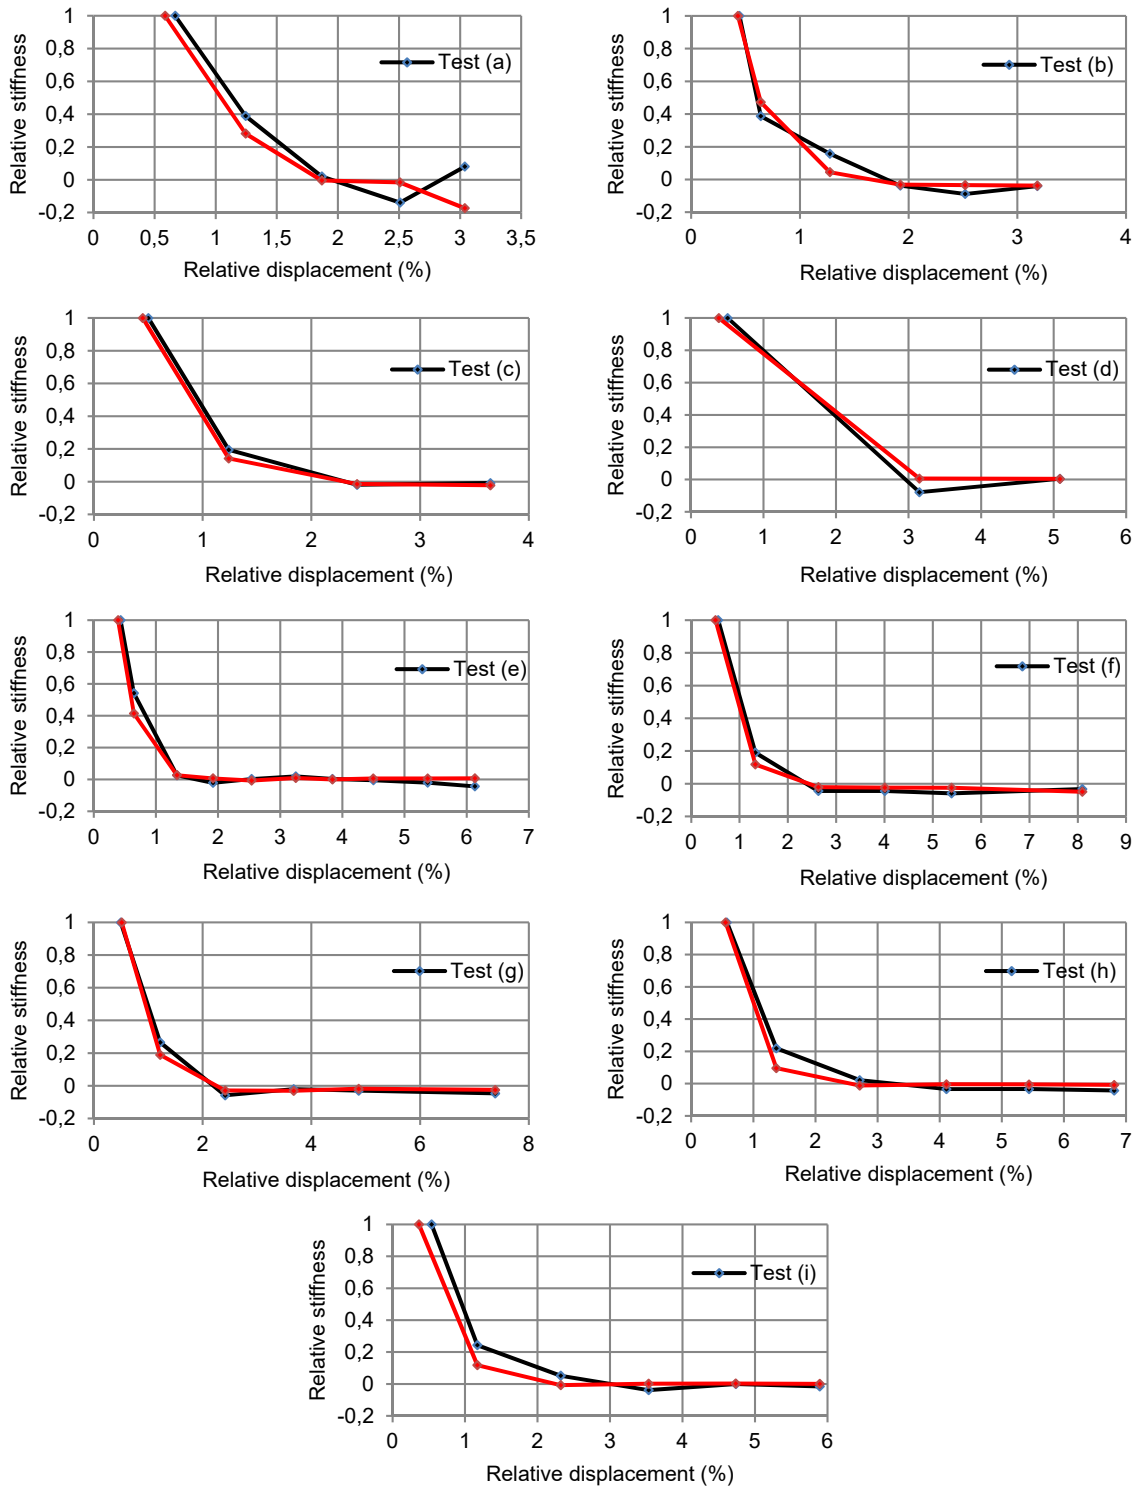 Relative stiffness
1
0,8
0,6
0,4
0,2
0
-0,2
Test (a)
0 0,5 1 1,5 2 2,5 3 3,5
Relative displacement (%)
Relative stiffness
1
0,8
0,6
0,4
0,2
0
-0,2
Test (b)
0 1 2 3 4
Relative displacement (%)
Relative stiffness
1
0,8
0,6
0,4
0,2
0
-0,2
Test (c)
0 1 2 3 4
Relative displacement (%)
Relative stiffness
1
0,8
0,6
0,4
0,2
0
-0,2
Test (d)
0 1 2 3 4 5 6
Relative displacement (%)
Relative stiffness
1
0,8
0,6
0,4
0,2
0
-0,2
Test (e)
0 1 2 3 4 5 6 7
Relative displacement (%)
Relative stiffness
1
0,8
0,6
0,4
0,2
0
-0,2
Test (f)
0 1 2 3 4 5 6 7 8 9
Relative displacement (%)
Relative stiffness
1
0,8
0,6
0,4
0,2
0
-0,2
Test (g)
0 2 4 6 8
Relative displacement (%)
Relative stiffness
1
0,8
0,6
0,4
0,2
0
-0,2
Test (h)
0 1 2 3 4 5 6 7
Relative displacement (%)
Relative stiffness
1
0,8
0,6
0,4
0,2
0
-0,2
Test (i)
0 1 2 3 4 5 6
Relative displacement (%)